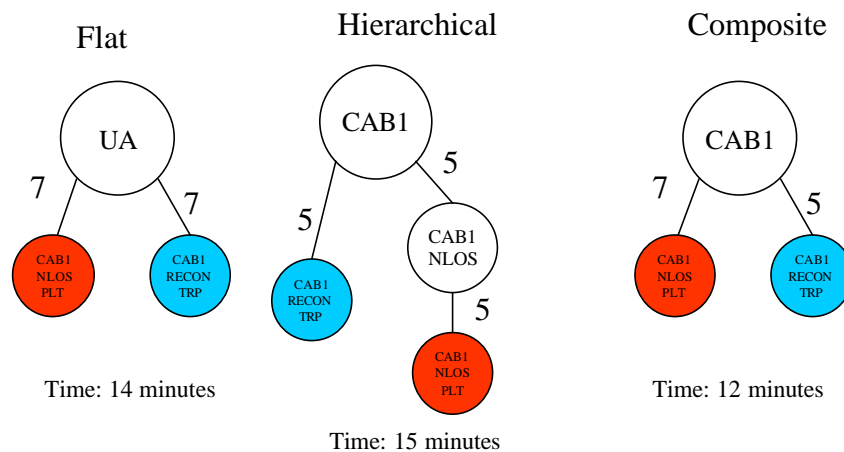 Flat
UA
7
7
CAB1
NLOS
PLT
CAB1
RECON
TRP
Time: 14 minutes
Hierarchical
CAB1
5
5
CAB1
NLOS
CAB1
RECON
TRP
5
CAB1
NLOS
PLT
Time: 15 minutes
Composite
CAB1
7
5
CAB1
NLOS
PLT
CAB1
RECON
TRP
Time: 12 minutes